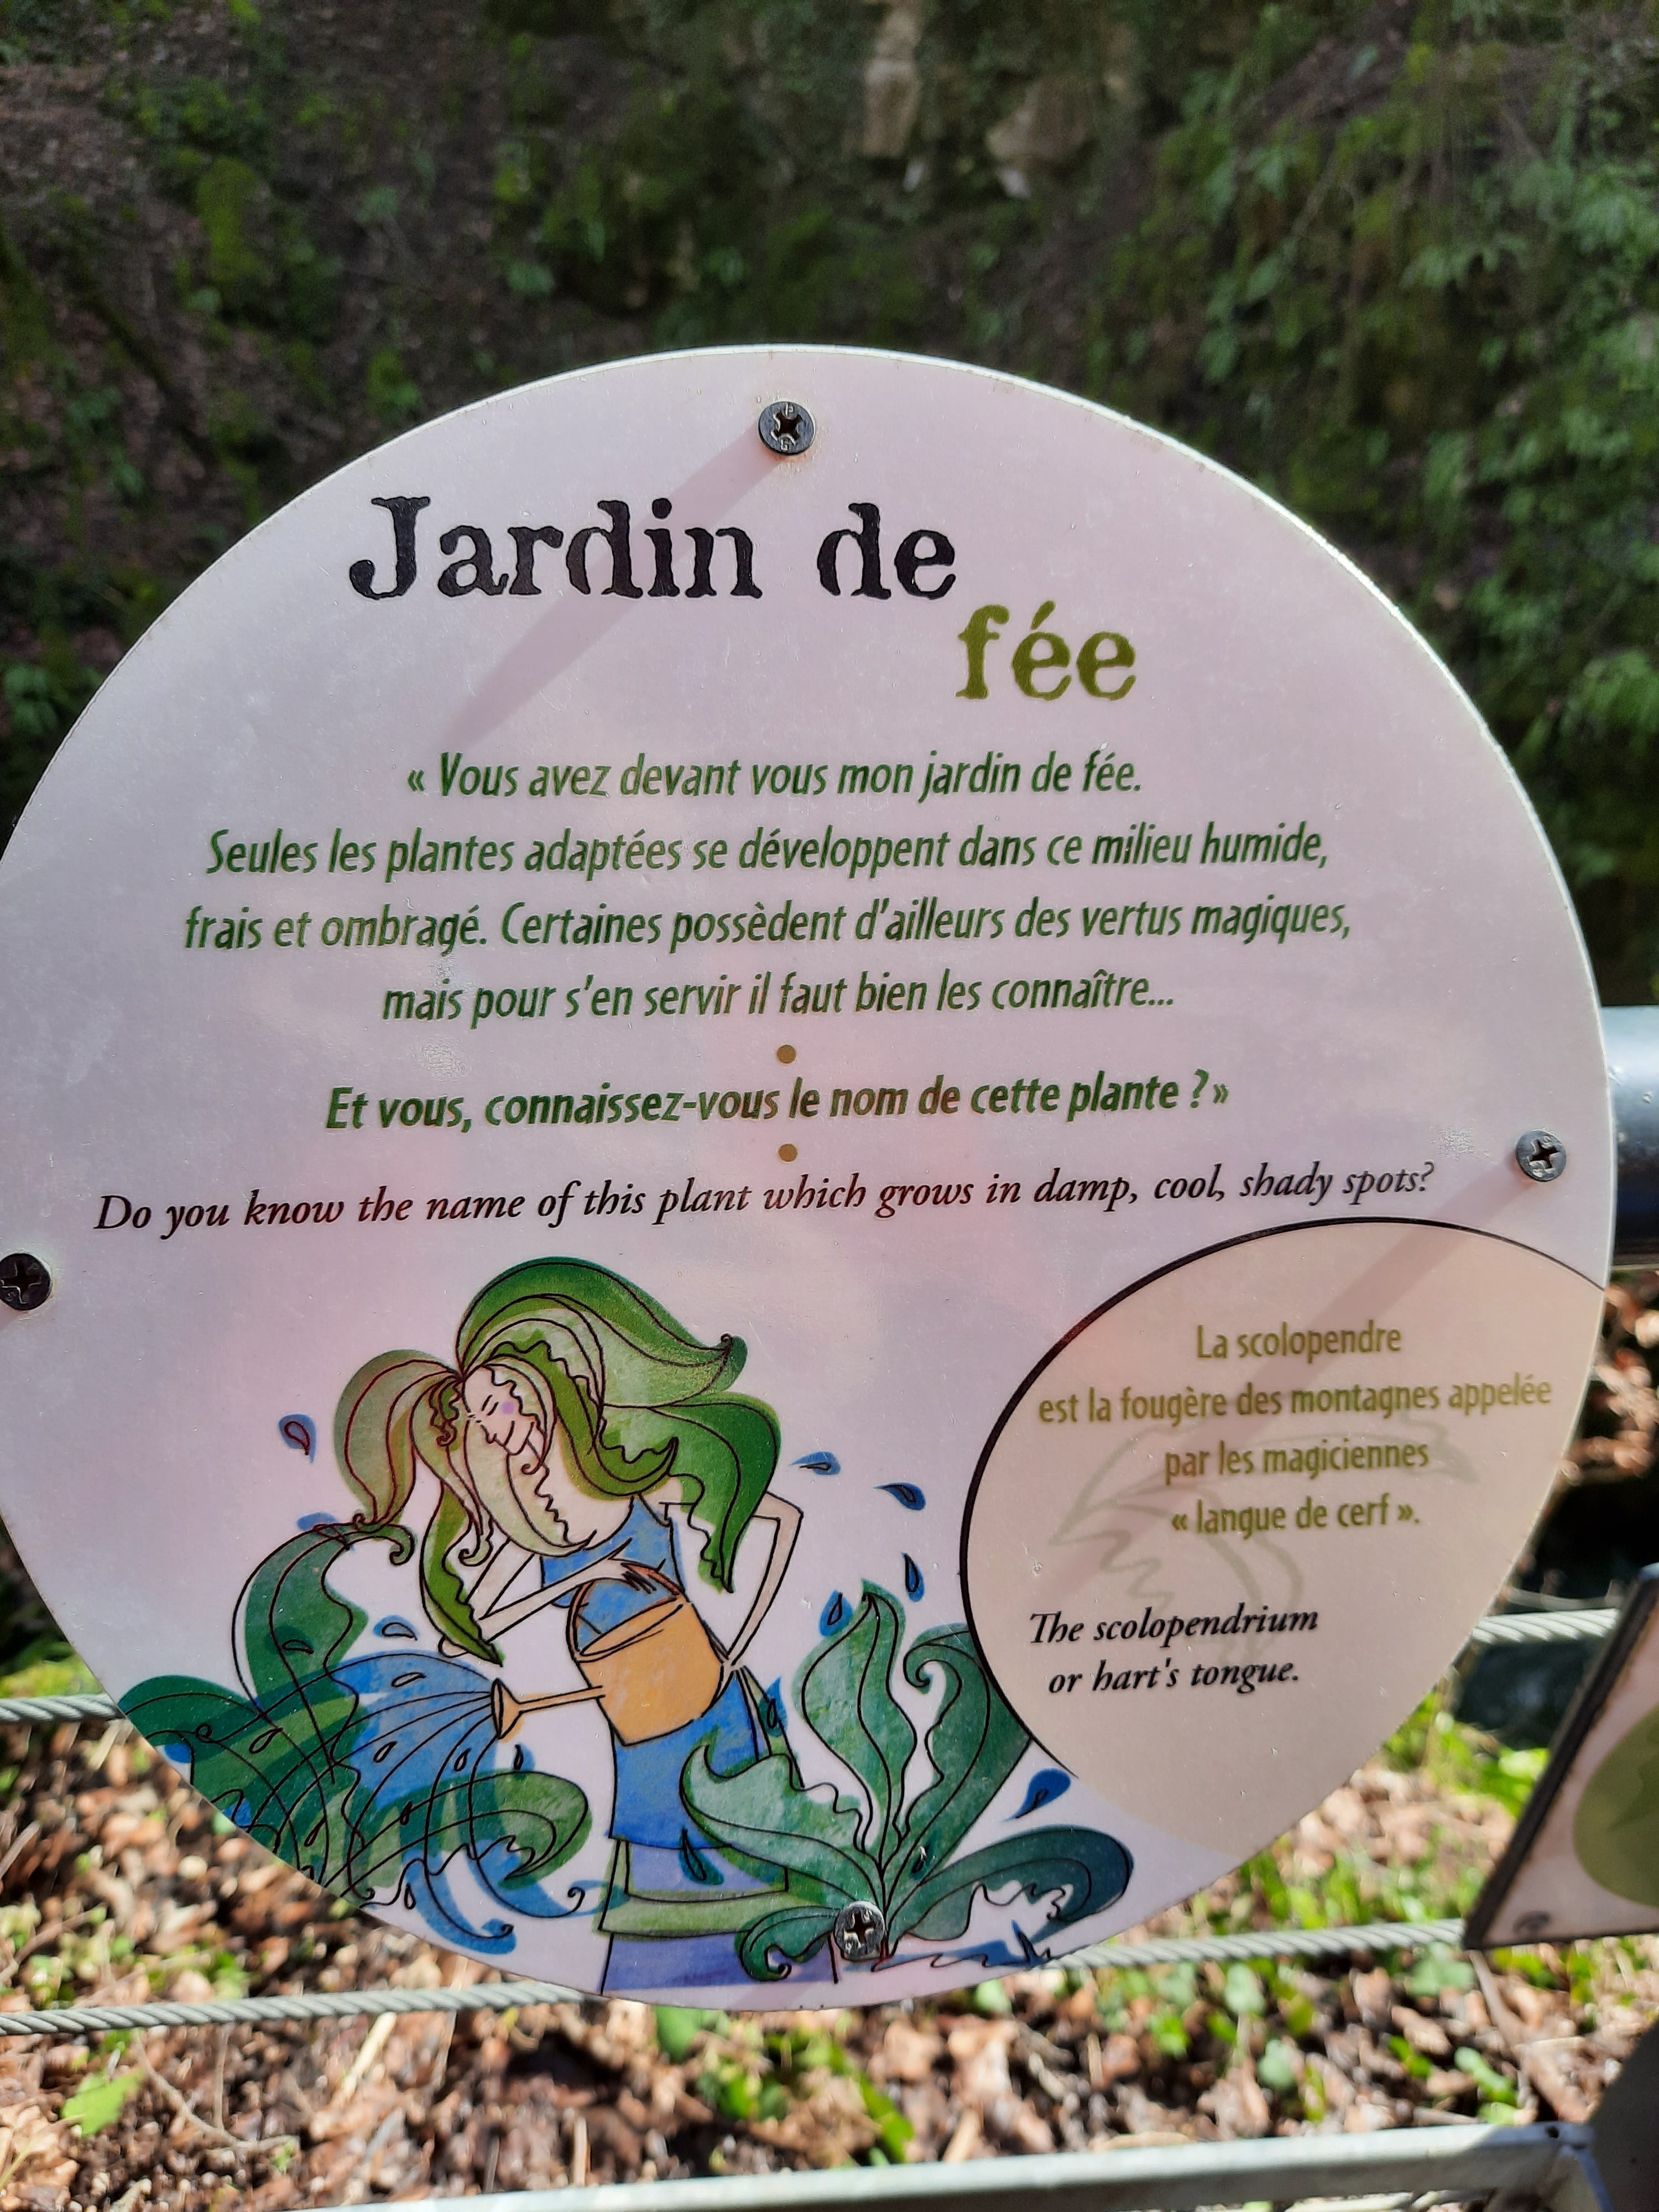 Jardin de
fée
« Vous avez devant vous mon jardin de fée.
Seules les plantes adaptées se développent dans ce milieu humide,
frais et ombragé. Certaines possèdent d'ailleurs des vertus magiques,
mais pour s'en servir il faut bien les connaître...
Et vous, connaissez-vous le nom de cette plante ? »
Do you know the name of this plant which grows in damp, cool, shady spots?
La scolopendre
est la fougère des montagnes appelée
par les magiciennes
« langue de cerf ».
The scolopendrium
or hart's tongue.